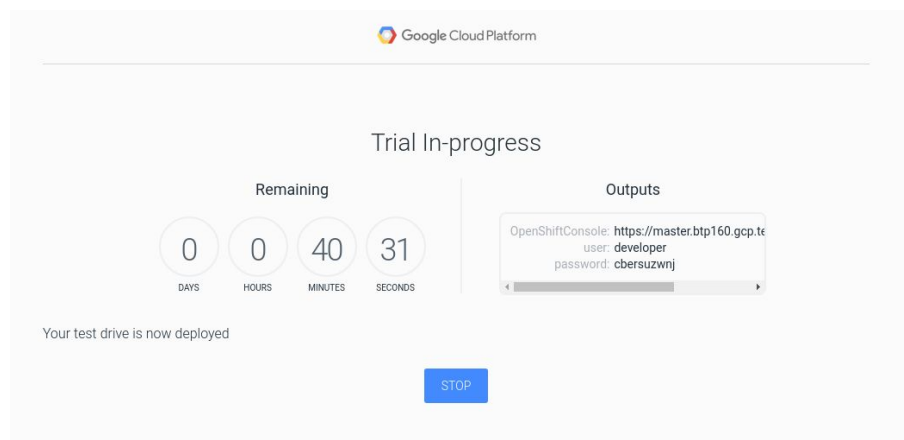 Google Cloud Platform
Trial In-progress
Remaining
0
0
40
31
DAYS
HOURS
MINUTES
SECONDS
Outputs
OpenShiftConsole: https://master.btp160.gcp.te
user: developer
password: cbersuzwnj
Your test drive is now deployed
STOP